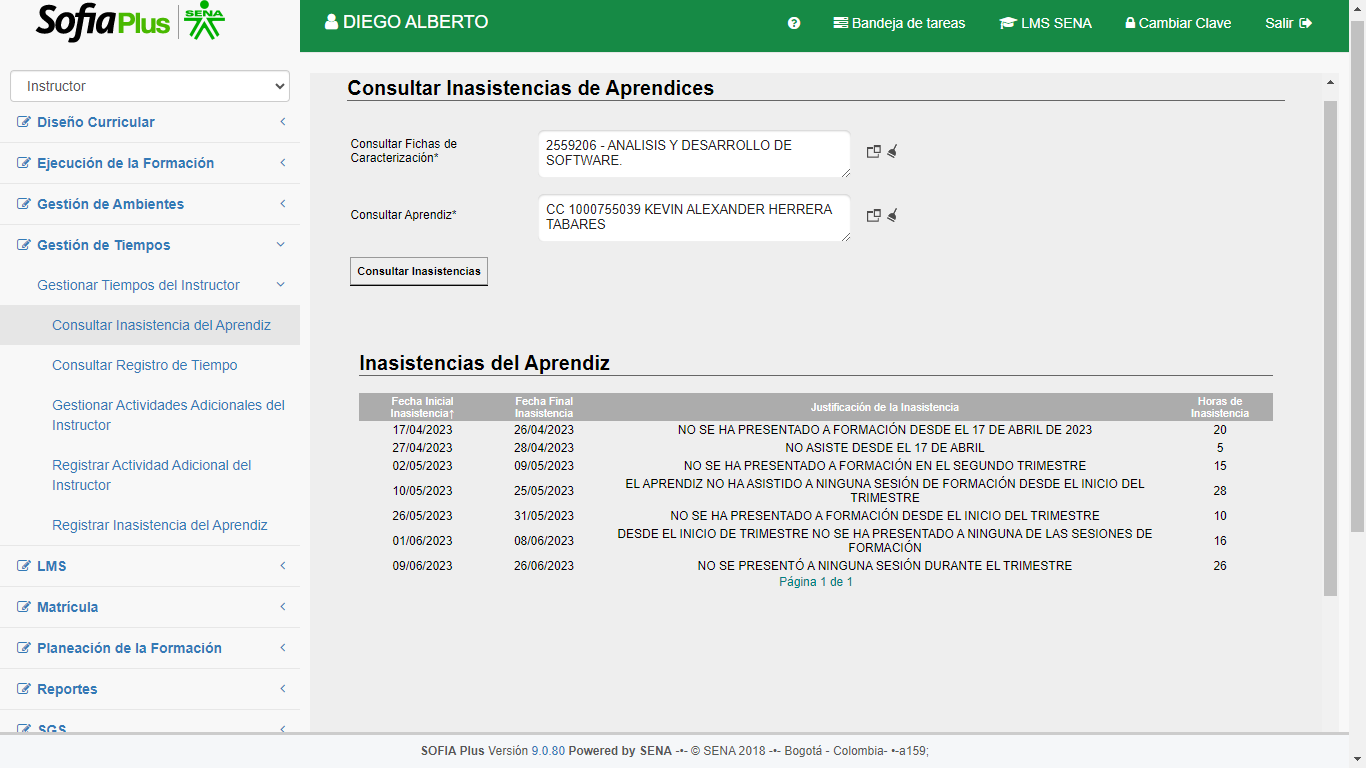 Sofia Plus SENA
DIEGO ALBERTO
Bandeja de tareas
LMS SENA
Cambiar Clave
Salir
Instructor
Diseño Curricular
Ejecución de la Formación
Gestión de Ambientes
Gestión de Tiempos
Gestionar Tiempos del Instructor
Consultar Inasistencia del Aprendiz
Consultar Registro de Tiempo
Gestionar Actividades Adicionales del
Instructor
Registrar Actividad Adicional del
Instructor
Registrar Inasistencia del Aprendiz
LMS
Matrícula
Planeación de la Formación
Reportes
SGS
Consultar Inasistencias de Aprendices
Consultar Fichas de
Caracterización*
2559206 - ANALISIS Y DESARROLLO DE
SOFTWARE.
Consultar Aprendiz*
CC 1000755039 KEVIN ALEXANDER HERRERA
TABARES
Consultar Inasistencias
Inasistencias del Aprendiz
Fecha Inicial
Inasistencia↑
Fecha Final
Inasistencia
Justificación de la Inasistencia
Horas de
Inasistencia
17/04/2023 26/04/2023 NO SE HA PRESENTADO A FORMACIÓN DESDE EL 17 DE ABRIL DE 2023 20
27/04/2023 28/04/2023 NO ASISTE DESDE EL 17 DE ABRIL 5
02/05/2023 09/05/2023 NO SE HA PRESENTADO A FORMACIÓN EN EL SEGUNDO TRIMESTRE 15
10/05/2023 25/05/2023 EL APRENDIZ NO HA ASISTIDO A NINGUNA SESIÓN DE FORMACIÓN DESDE EL INICIO DEL
TRIMESTRE 28
26/05/2023 31/05/2023 NO SE HA PRESENTADO A FORMACIÓN DESDE EL INICIO DEL TRIMESTRE 10
01/06/2023 08/06/2023 DESDE EL INICIO DE TRIMESTRE NO SE HA PRESENTADO A NINGUNA DE LAS SESIONES DE
FORMACIÓN 16
09/06/2023 26/06/2023 NO SE PRESENTÓ A NINGUNA SESIÓN DURANTE EL TRIMESTRE 26
Página 1 de 1
SOFIA Plus Versión 9.0.80 Powered by SENA -•- © SENA 2018 -•- Bogotá - Colombia- •-a159;